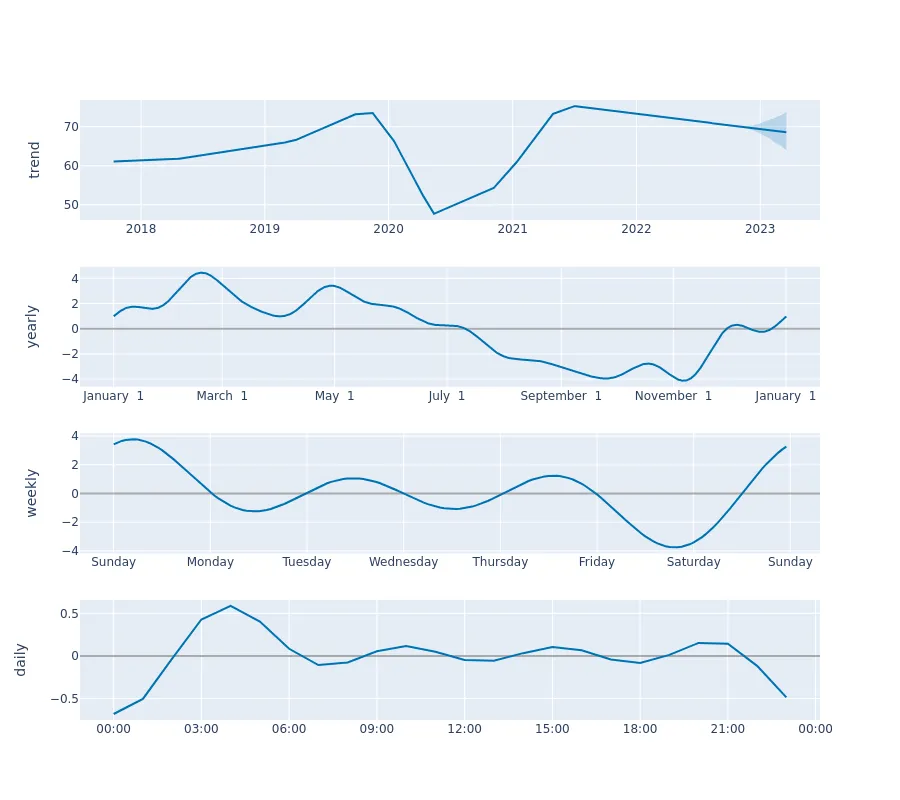 trend
70
60
50
2018 2019 2020 2021 2022 2023
yearly
4
2
0
−2
−4
January 1 March 1 May 1 July 1 September 1 November 1 January 1
weekly
4
2
0
−2
−4
Sunday Monday Tuesday Wednesday Thursday Friday Saturday Sunday
daily
0.5
0
−0.5
00:00 03:00 06:00 09:00 12:00 15:00 18:00 21:00 00:00